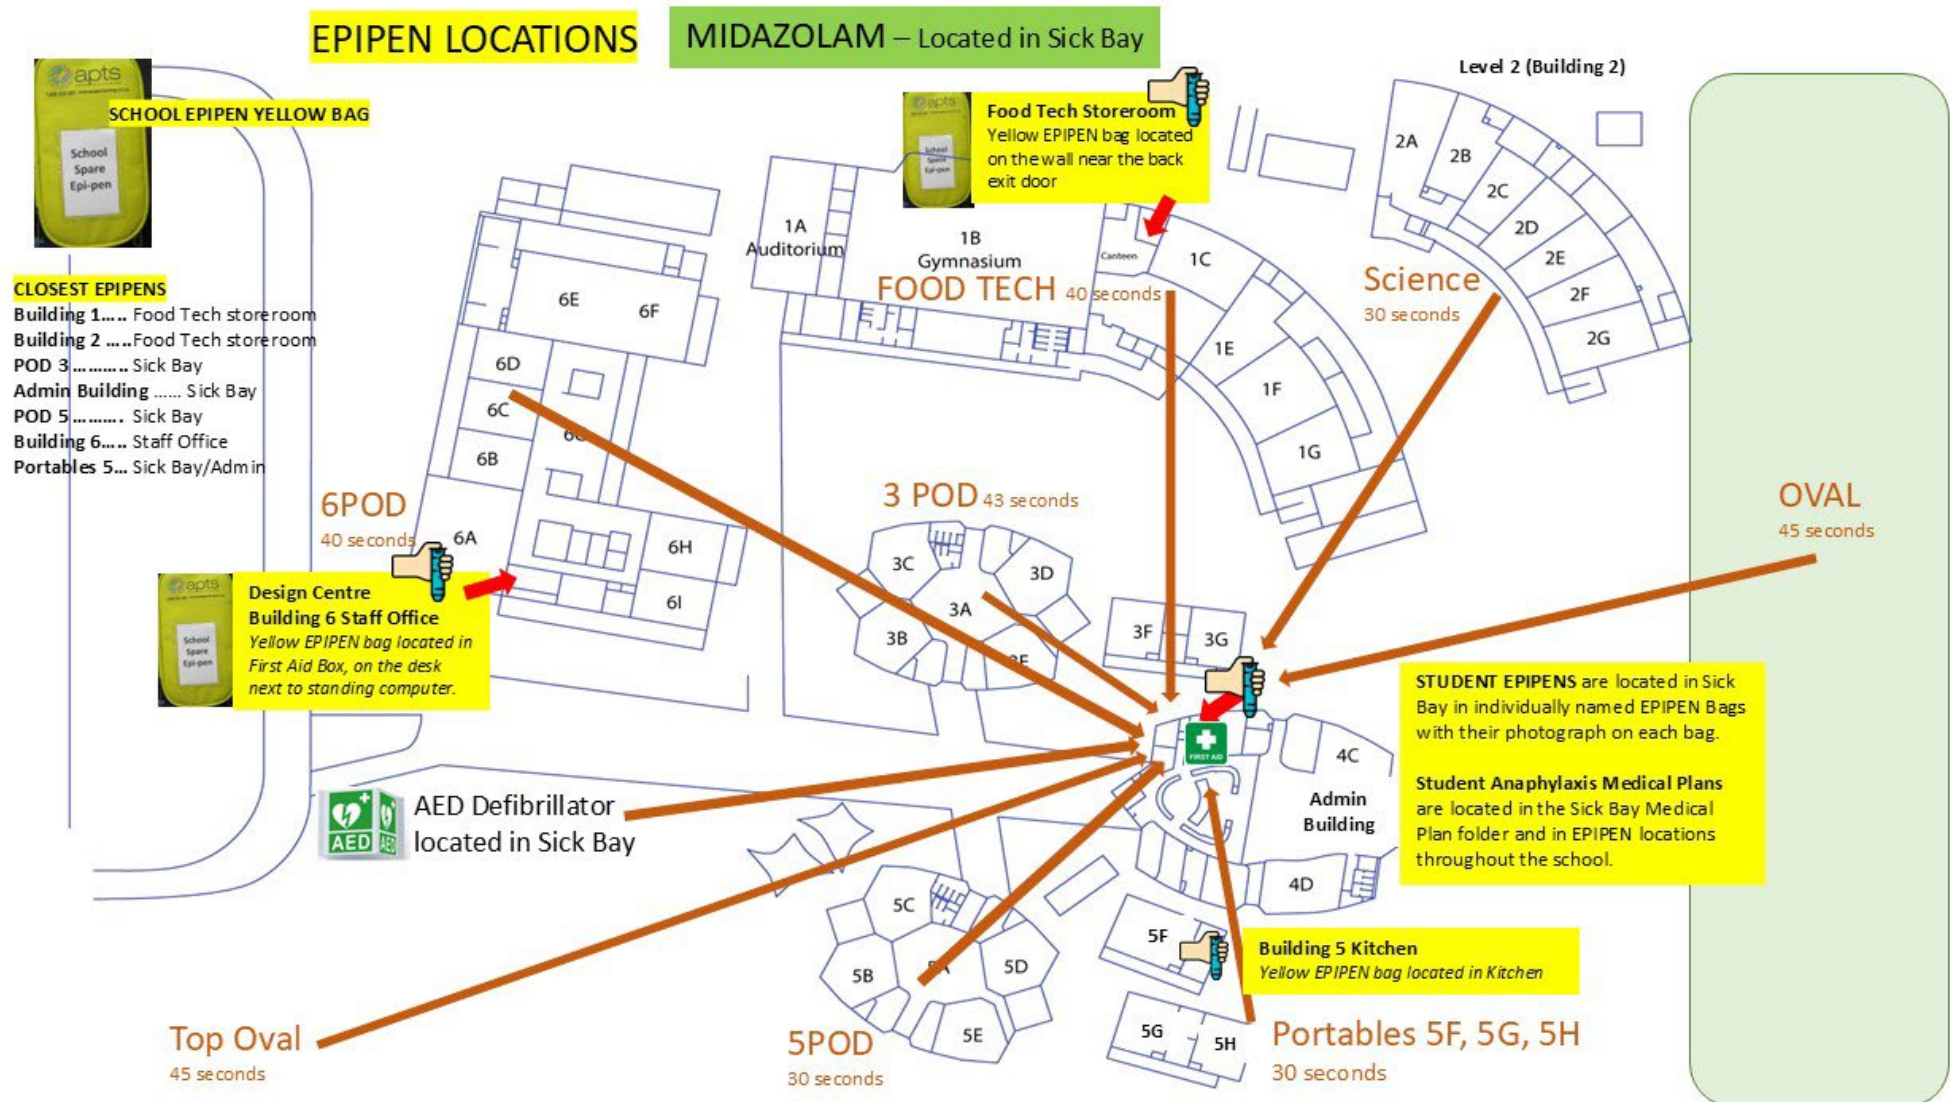 EPIPEN LOCATIONS
MIDAZOLAM – Located in Sick Bay
apts
SCHOOL EPIPEN YELLOW BAG
School
Spare
Epi-pen
CLOSEST EPIPENS
Building 1..... Food Tech storeroom
Building 2 .....Food Tech storeroom
POD 3 .......... Sick Bay
Admin Building ...... Sick Bay
POD 5 .......... Sick Bay
Building 6..... Staff Office
Portables 5... Sick Bay/Admin
apts
School
Spare
Epi-pen
Food Tech Storeroom
Yellow EPIPEN bag located
on the wall near the back
exit door
Level 2 (Building 2)
2A
2B
2C
2D
2E
2F
2G
1A
Auditorium
1B
Gymnasium
Canteen
1C
1E
1F
1G
FOOD TECH 40 seconds
Science
30 seconds
6E
6F
6D
6C
6B
6A
6H
6I
6POD
40 seconds
apts
School
Spare
Epi-pen
Design Centre
Building 6 Staff Office
Yellow EPIPEN bag located in
First Aid Box, on the desk
next to standing computer.
3 POD 43 seconds
3C
3D
3A
3B
3F
3G
OVAL
45 seconds
STUDENT EPIPENS are located in Sick
Bay in individually named EPIPEN Bags
with their photograph on each bag.
Student Anaphylaxis Medical Plans
are located in the Sick Bay Medical
Plan folder and in EPIPEN locations
throughout the school.
FIRST AID
4C
Admin
Building
4D
AED
AED
AED Defibrillator
located in Sick Bay
5C
5B
5D
5E
5F
5G
5H
Building 5 Kitchen
Yellow EPIPEN bag located in Kitchen
Top Oval
45 seconds
5POD
30 seconds
Portables 5F, 5G, 5H
30 seconds